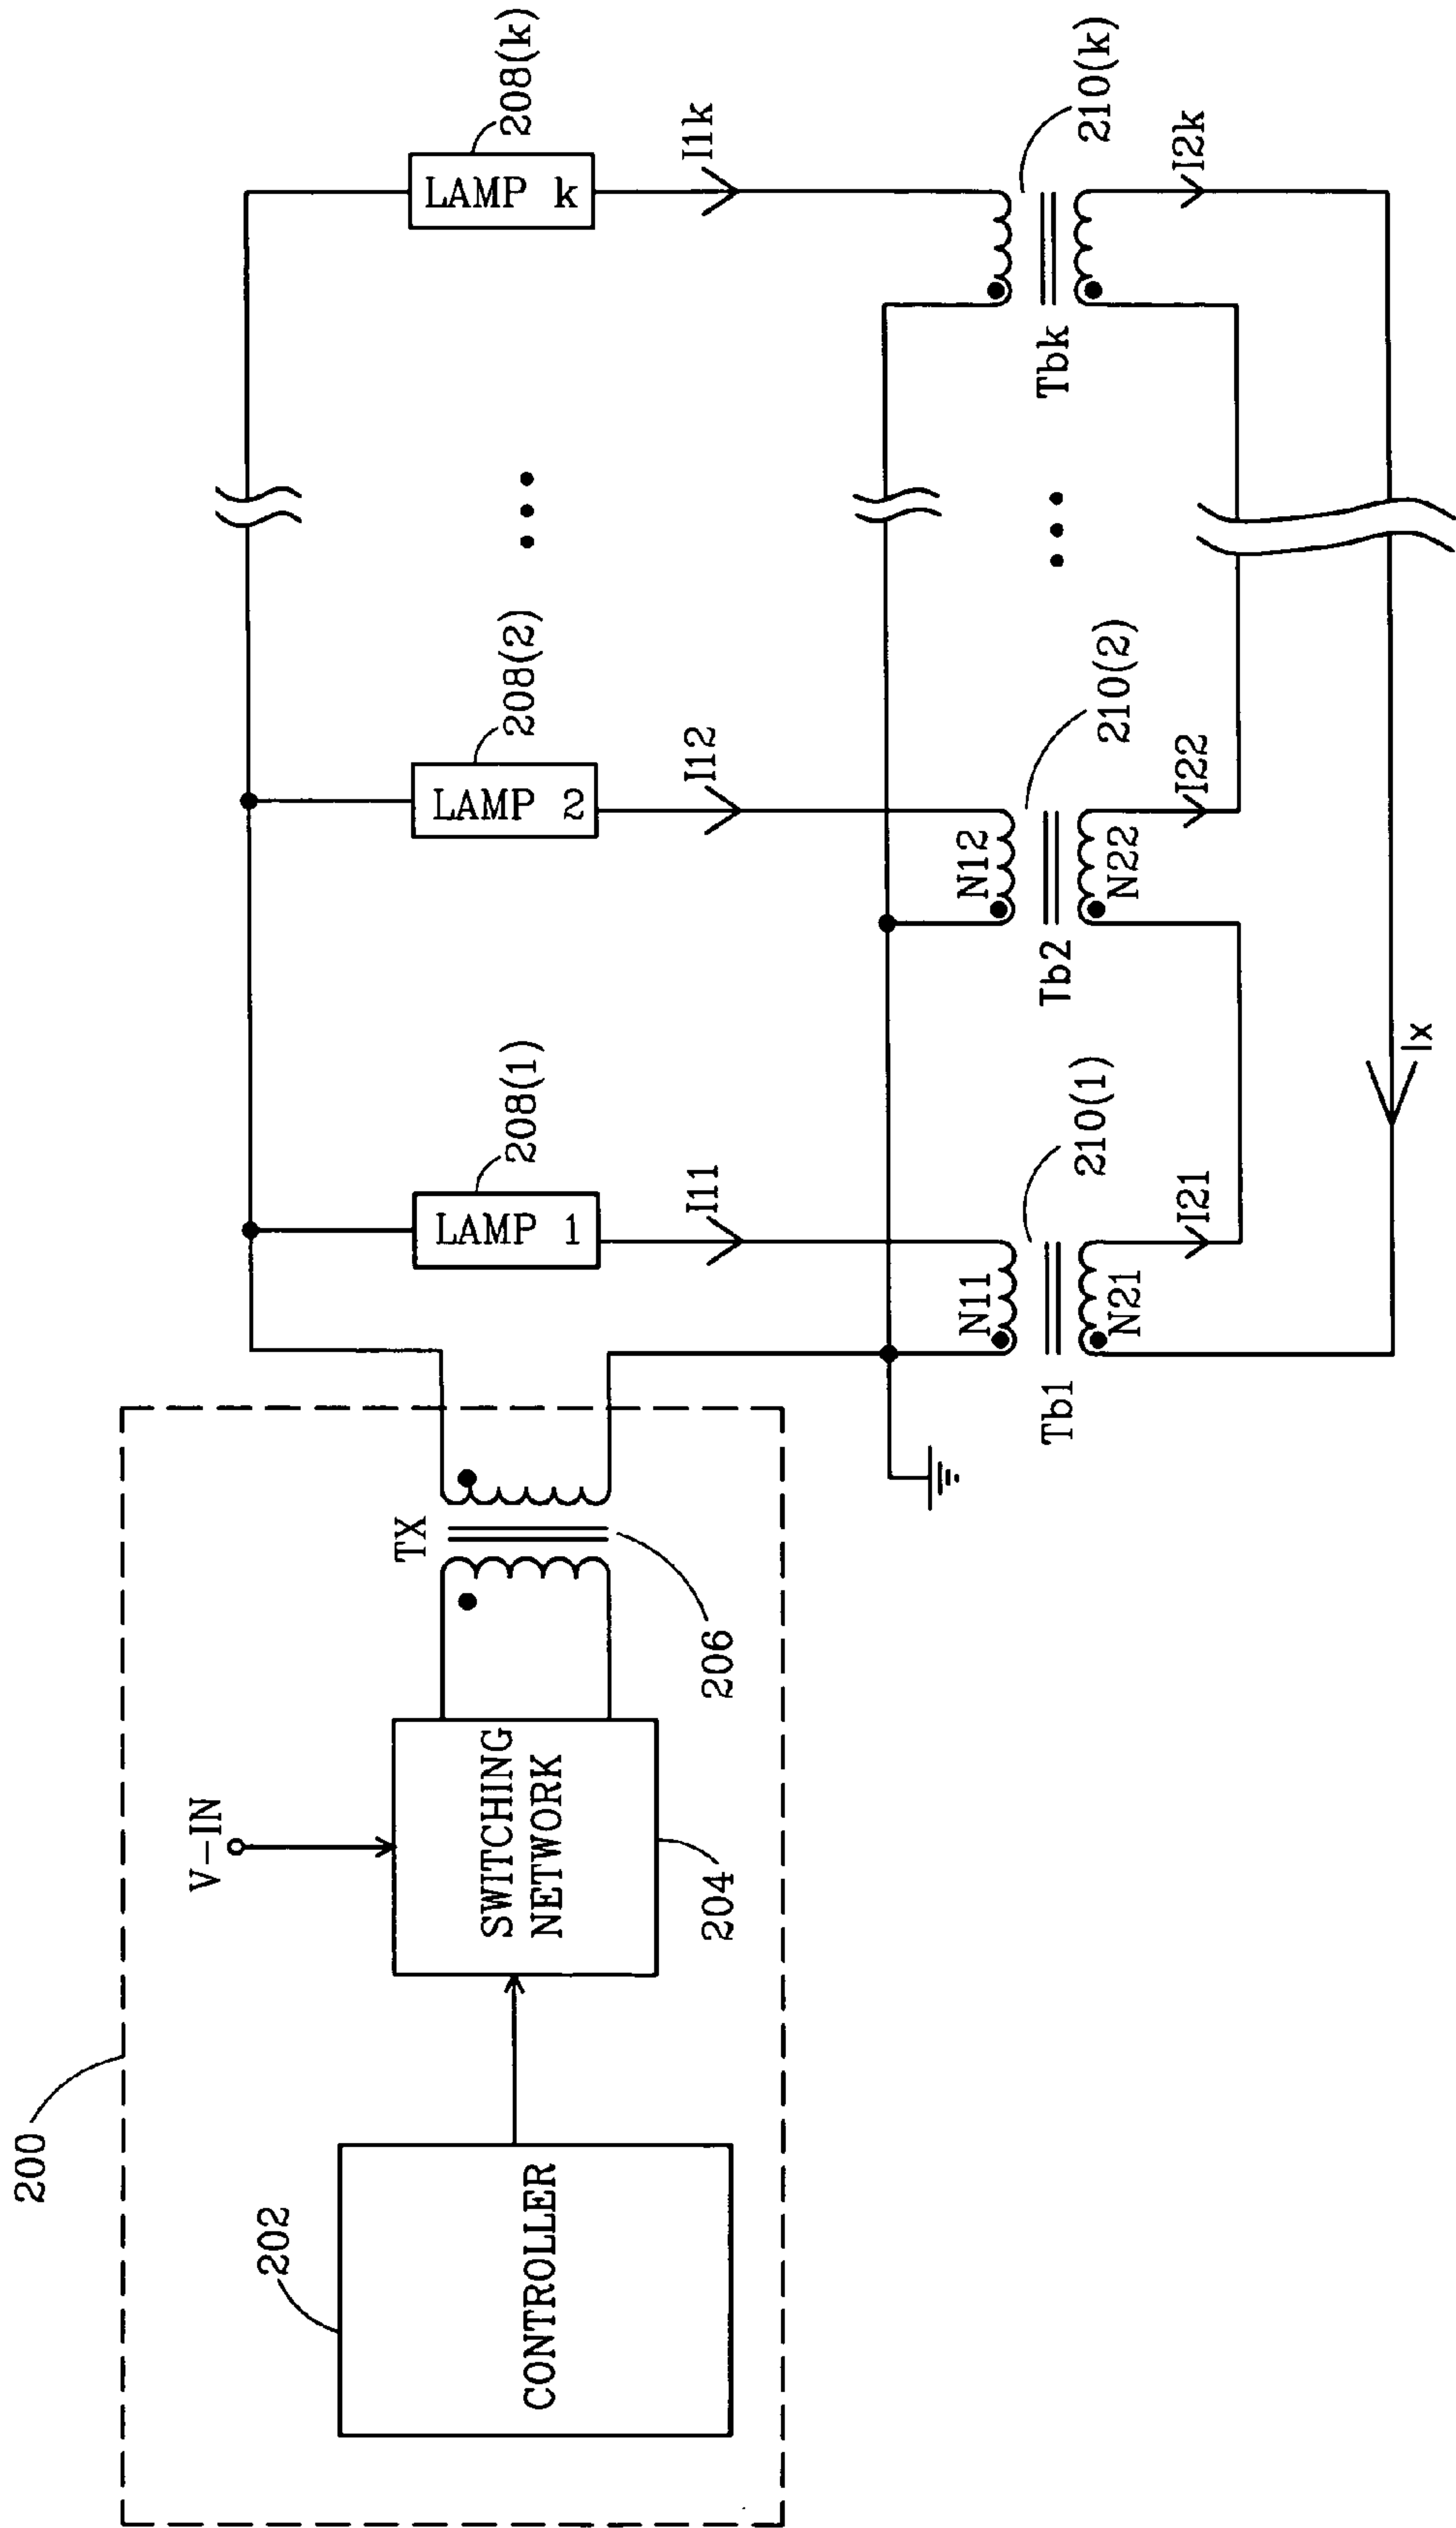 200
202
CONTROLLER
V-IN
SWITCHING
NETWORK
204
TX
206
LAMP 1
208(1)
I11
LAMP 2
208(2)
I12
LAMP k
208(k)
I1k
N11
Tb1
N21
210(1)
I21
N12
Tb2
N22
210(2)
I22
Tbk
210(k)
I2k
Ix